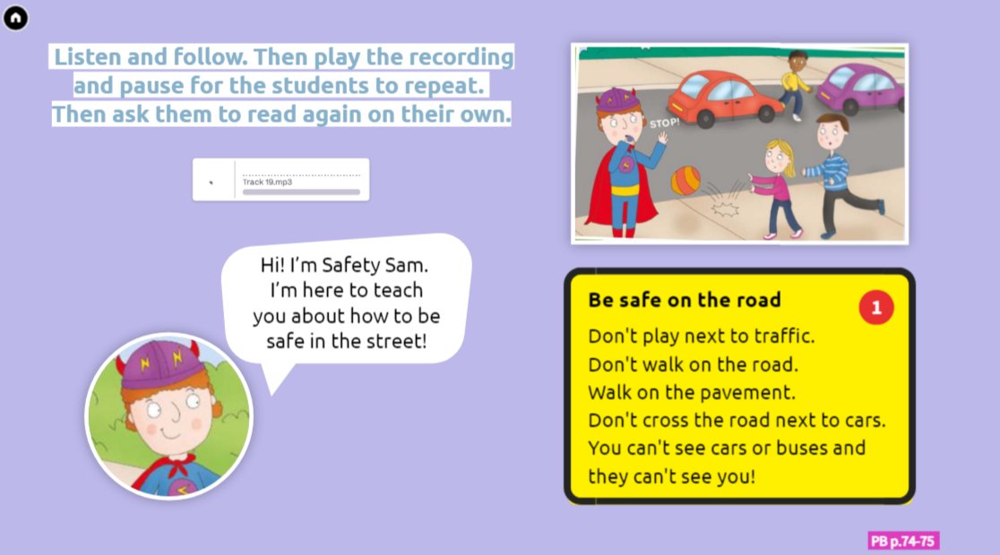 Listen and follow. Then play the recording
and pause for the students to repeat.
Then ask them to read again on their own.
Track 19.mp3
STOP!
Hi! I'm Safety Sam.
I'm here to teach
you about how to be
safe in the street!
Be safe on the road
1
Don't play next to traffic.
Don't walk on the road.
Walk on the pavement.
Don't cross the road next to cars.
You can't see cars or buses and
they can't see you!
PB p.74-75